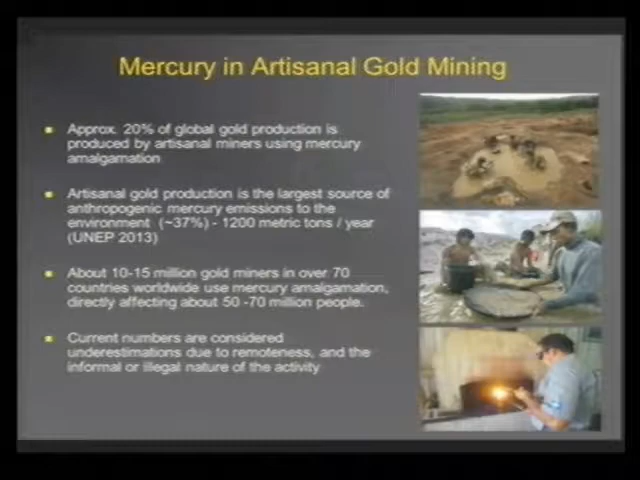 Mercury in Artisanal Gold Mining
Approx. 20% of global gold production is
produced by artisanal miners using mercury
amalgamation
Artisanal gold production is the largest source of
anthropogenic mercury emissions to the
environment (~37%) - 1200 metric tons / year
(UNEP 2013)
About 10-15 million gold miners in over 70
countries worldwide use mercury amalgamation,
directly affecting about 50 -70 million people.
Current numbers are considered
underestimations due to remoteness, and the
informal or illegal nature of the activity